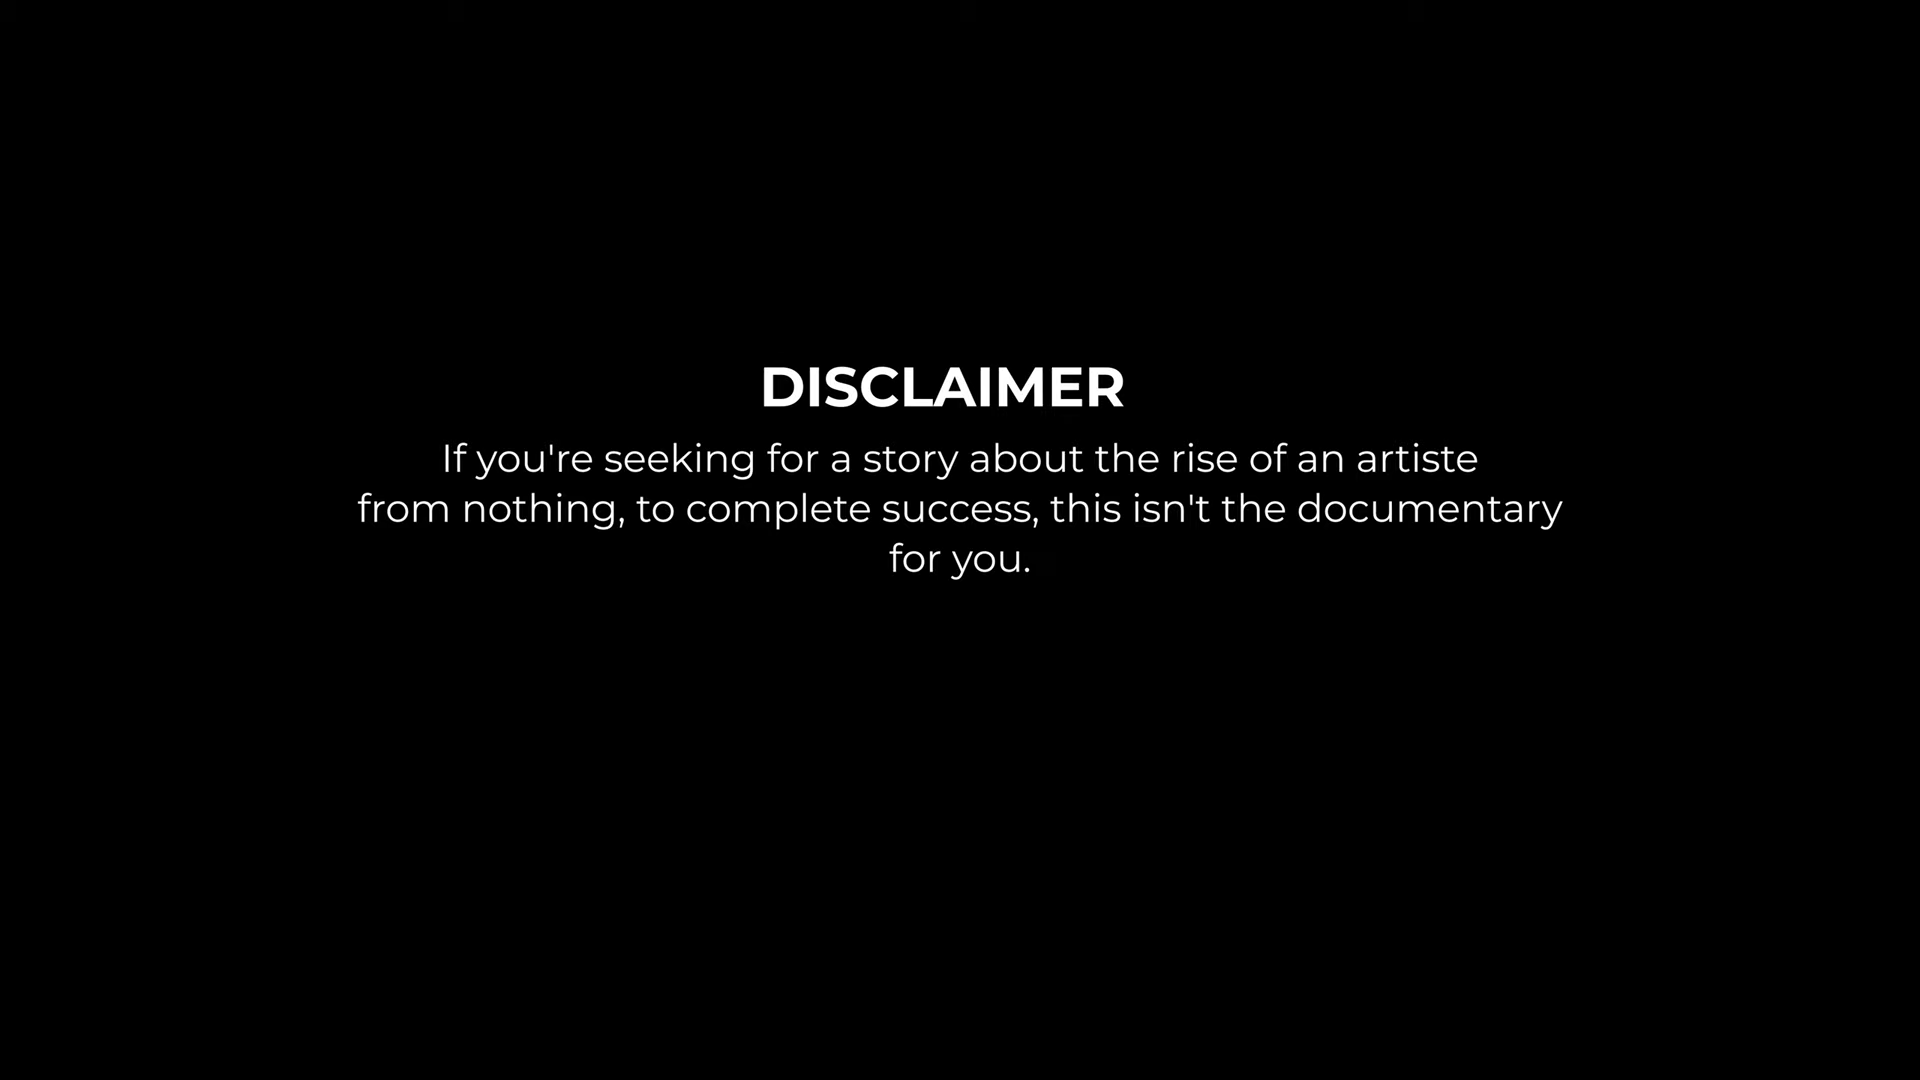 DISCLAIMER
If you're seeking for a story about the rise of an artiste
from nothing, to complete success, this isn't the documentary
for you.